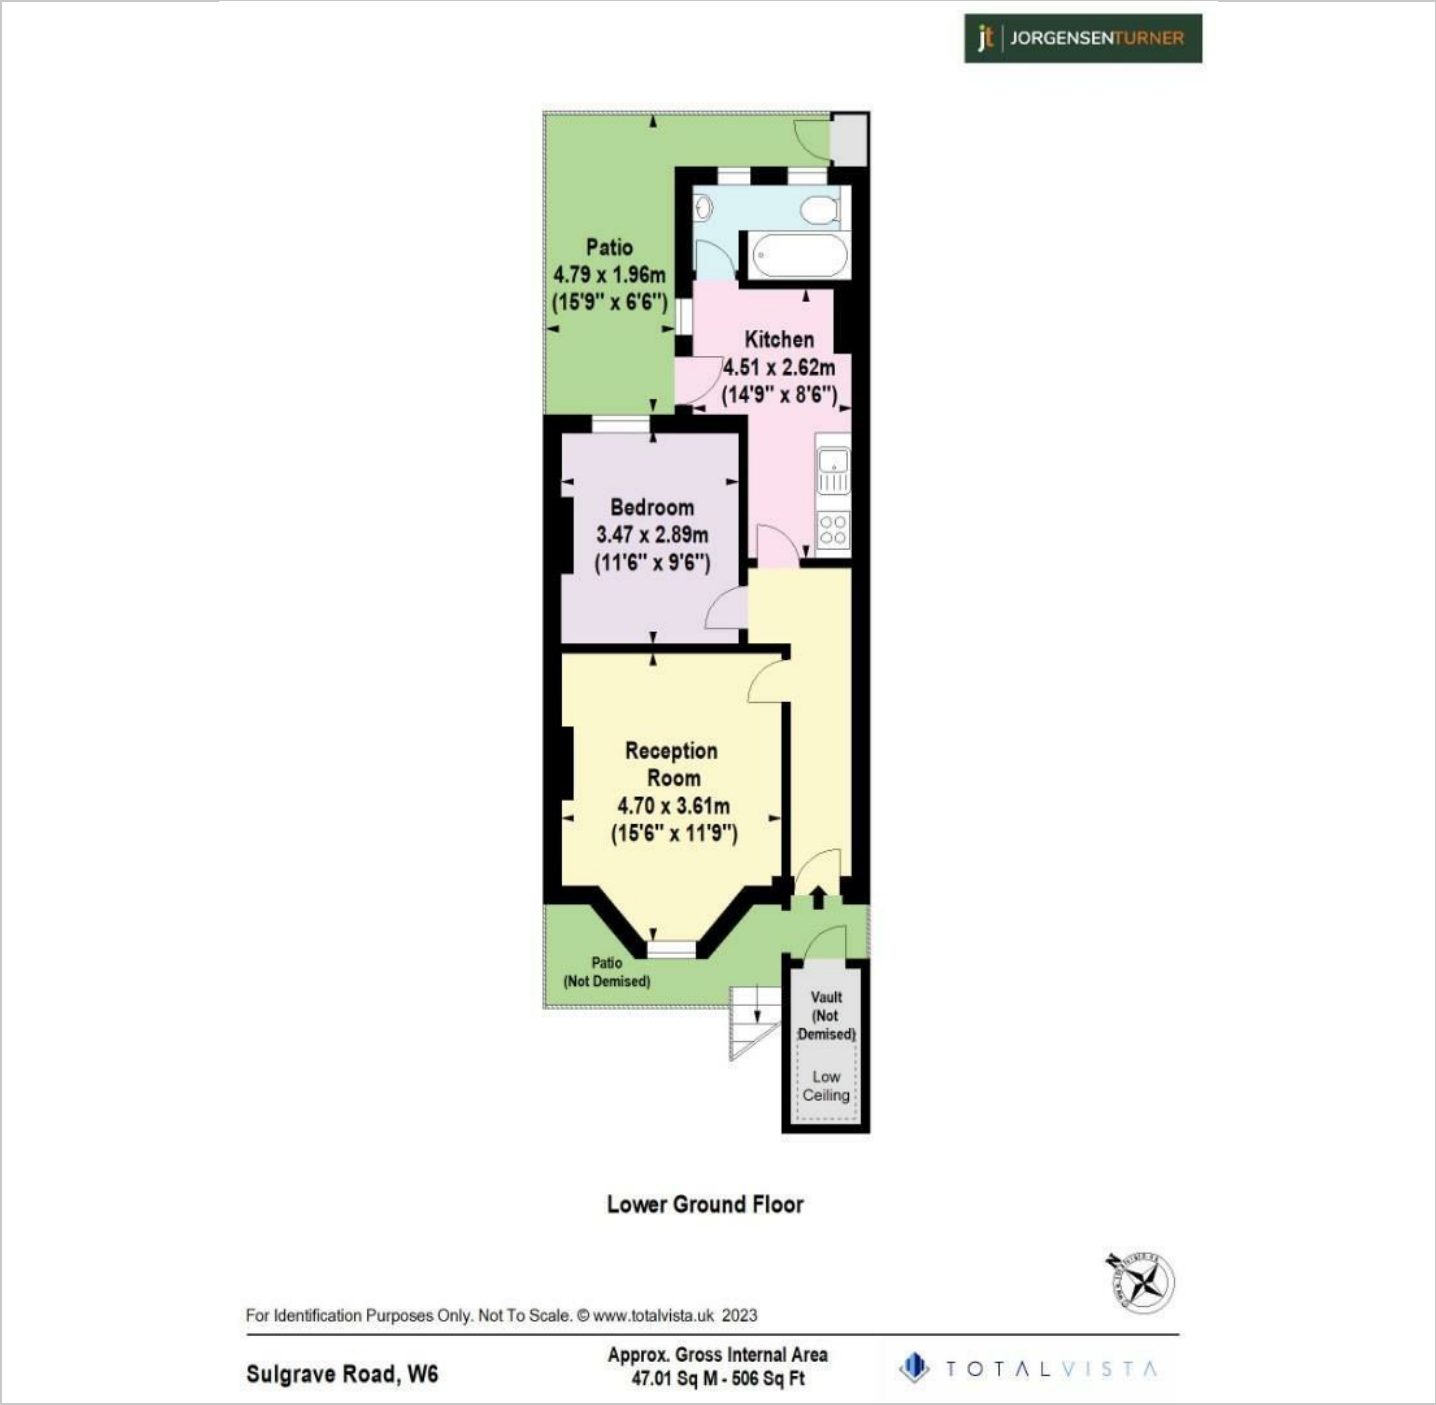 jt JORGENSENTURNER
Patio
4.79 x 1.96m
(15'9" x 6'6")
Kitchen
4.51 x 2.62m
(14'9" x 8'6")
Bedroom
3.47 x 2.89m
(11'6" x 9'6")
Reception
Room
4.70 x 3.61m
(15'6" x 11'9")
Patio
(Not Demised)
Vault
(Not
Demised)
Low
Ceiling
Lower Ground Floor
N
For Identification Purposes Only. Not To Scale. © www.totalvista.uk 2023
Sulgrave Road, W6
Approx. Gross Internal Area
47.01 Sq M - 506 Sq Ft
TOTALVISTA